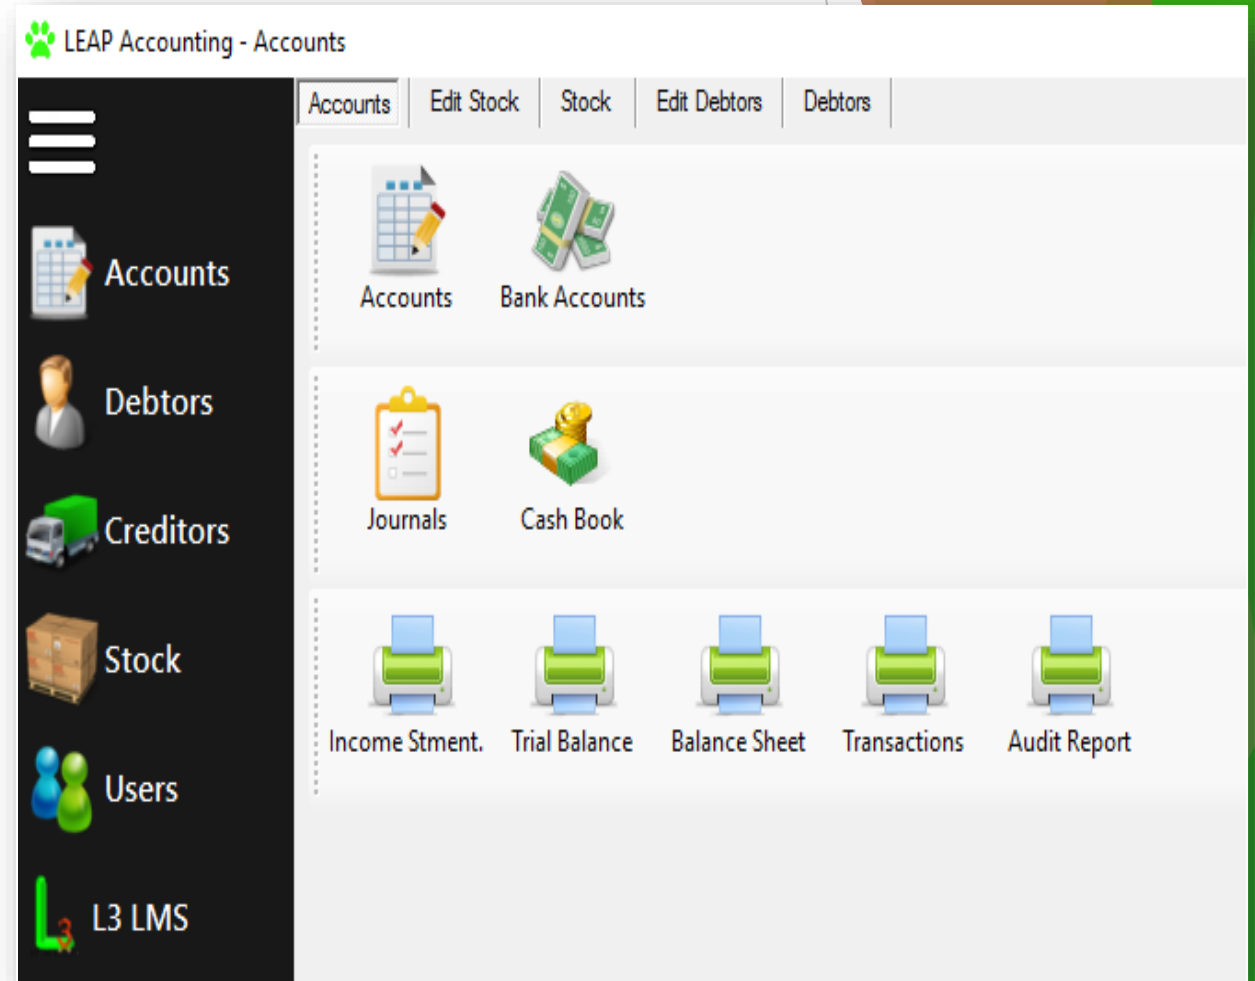 LEAP Accounting - Accounts
Accounts Edit Stock Stock Edit Debtors Debtors
Accounts
Debtors
Creditors
Stock
Users
L3 LMS
Accounts Bank Accounts
Journals Cash Book
Income Stment. Trial Balance Balance Sheet Transactions Audit Report